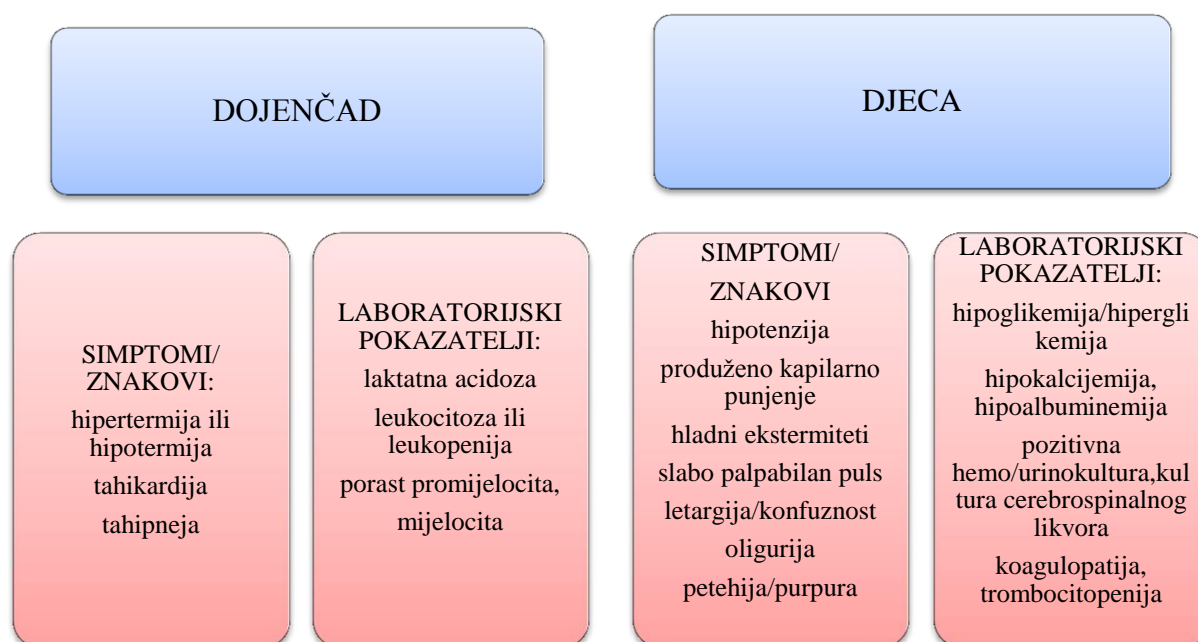 DOJENČAD
SIMPTOMI/
ZNAKOVI:
hipertermija ili
hipotermija
tahikardija
tahipneja
LABORATORIJSKI
POKAZATELJI:
laktatna acidoza
leukocitoza ili
leukopenija
porast promijelocita,
mijelocita
DJECA
SIMPTOMI/
ZNAKOVI
hipotenzija
produženo kapilarno
punjenje
hladni ekstermiteti
slabo palpabilan puls
letargija/konfuznost
oligurija
petehija/purpura
LABORATORIJSKI
POKAZATELJI:
hipoglikemija/hipergli
kemija
hipokalcijemija,
hipoalbuminemija
pozitivna
hemo/urinokultura,kul
tura cerebrospinalnog
likvora
koagulopatija,
trombocitopenija